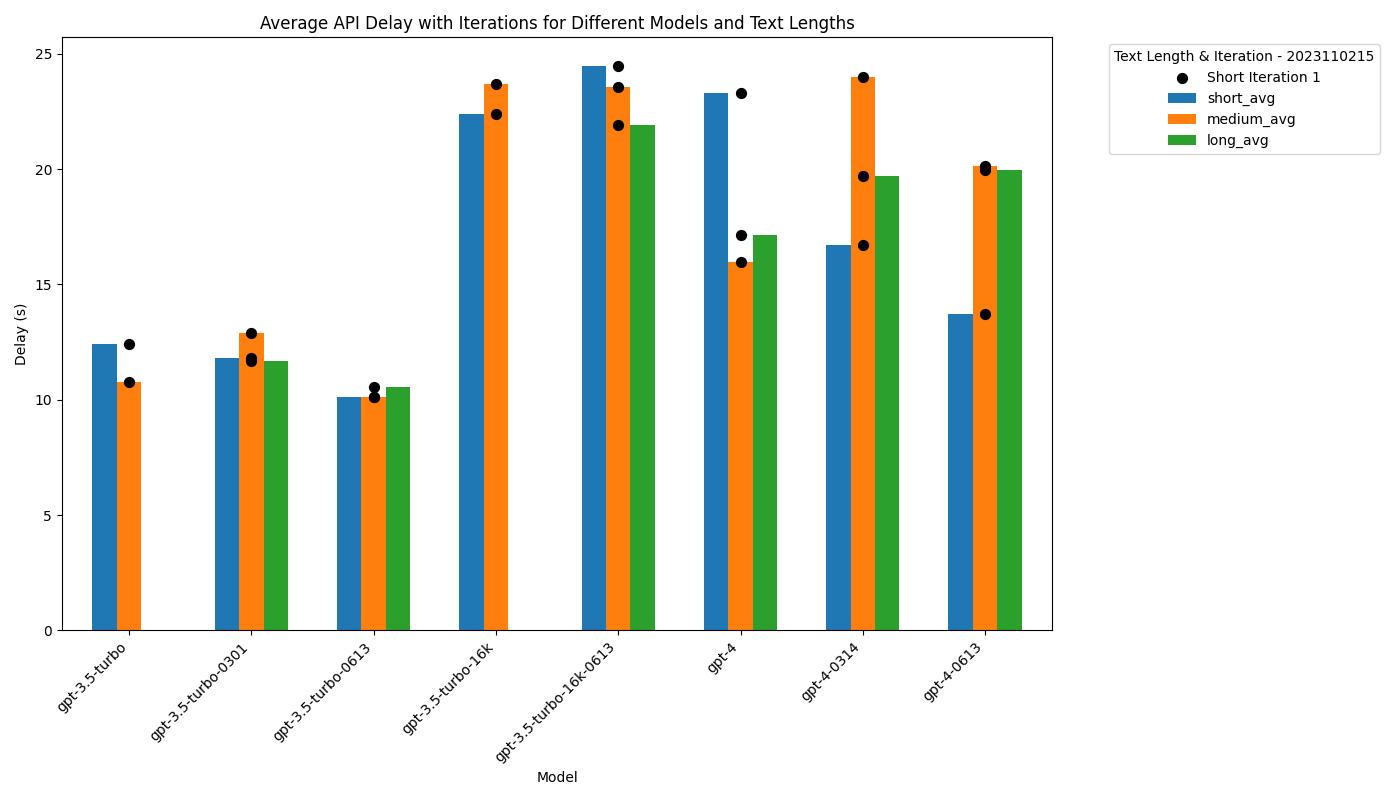 Average API Delay with Iterations for Different Models and Text Lengths
Text Length & Iteration - 2023110215
Short Iteration 1
short_avg
medium_avg
long_avg
Delay (s)
25
20
15
10
5
0
gpt-3.5-turbo
gpt-3.5-turbo-0301
gpt-3.5-turbo-0613
gpt-3.5-turbo-16k
gpt-3.5-turbo-16k-0613
gpt-4
gpt-4-0314
gpt-4-0613
Model